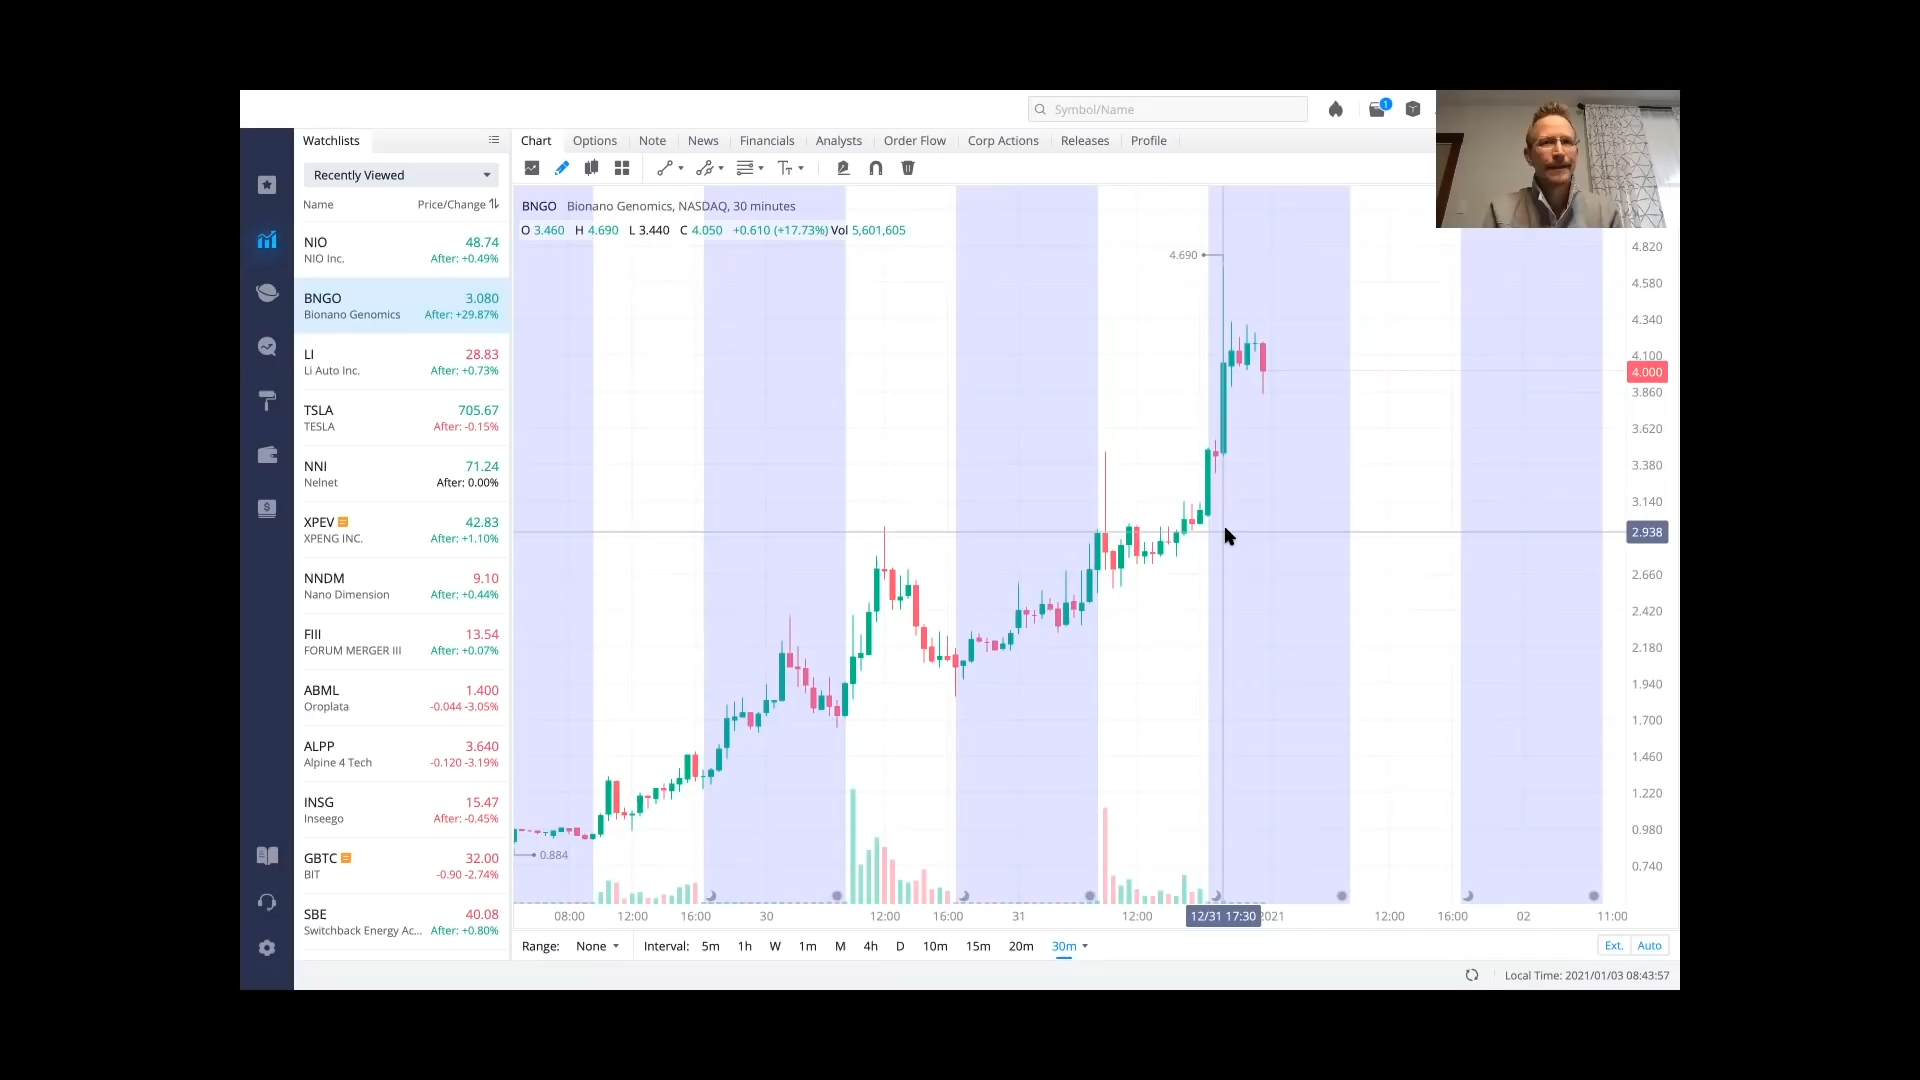 Symbol/Name
1
Watchlists
Chart Options Note News Financials Analysts Order Flow Corp Actions Releases Profile
Recently Viewed
Name Price/Change
NIO 48.74
NIO Inc. After: +0.49%
BNGO 3.080
Bionano Genomics After: +29.87%
LI 28.83
Li Auto Inc. After: +0.73%
TSLA 705.67
TESLA After: -0.15%
NNI 71.24
Nelnet After: 0.00%
XPEV 42.83
XPENG INC. After: +1.10%
NNDM 9.10
Nano Dimension After: +0.44%
FIII 13.54
FORUM MERGER III After: +0.07%
ABML 1.400
Oroplata -0.044 -3.05%
ALPP 3.640
Alpine 4 Tech -0.120 -3.19%
INSG 15.47
Inseego After: -0.45%
GBTC 32.00
BIT -0.90 -2.74%
SBE 40.08
Switchback Energy Ac... After: +0.80%
BNGO Bionano Genomics, NASDAQ, 30 minutes
O 3.460 H 4.690 L 3.440 C 4.050 +0.610 (+17.73%) Vol 5,601,605
4.690
0.884
4.820
4.580
4.340
4.100
4.000
3.860
3.620
3.380
3.140
2.938
2.660
2.420
2.180
1.940
1.700
1.460
1.220
0.980
0.740
08:00 12:00 16:00 30 12:00 16:00 31 12:00 12/31 17:30 2021 12:00 16:00 02 11:00
Range: None Interval: 5m 1h W 1m M 4h D 10m 15m 20m 30m Ext. Auto
Local Time: 2021/01/03 08:43:57